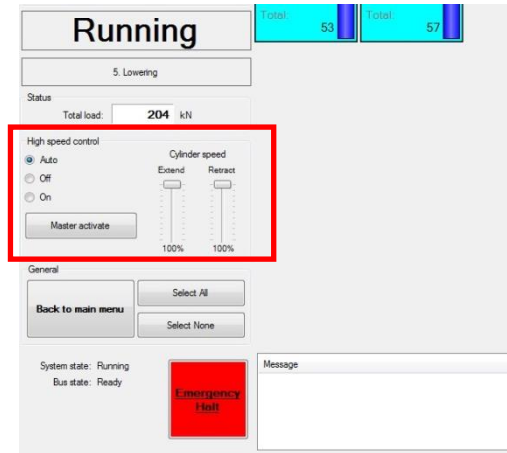 Running
Total:
53
Total:
57
5. Lowering
Status
Total load: 204 kN
High speed control
Auto
Off
On
Master activate
Cylinder speed
Extend Retract
100% 100%
General
Back to main menu
Select All
Select None
System state: Running
Bus state: Ready
Emergency
Halt
Message